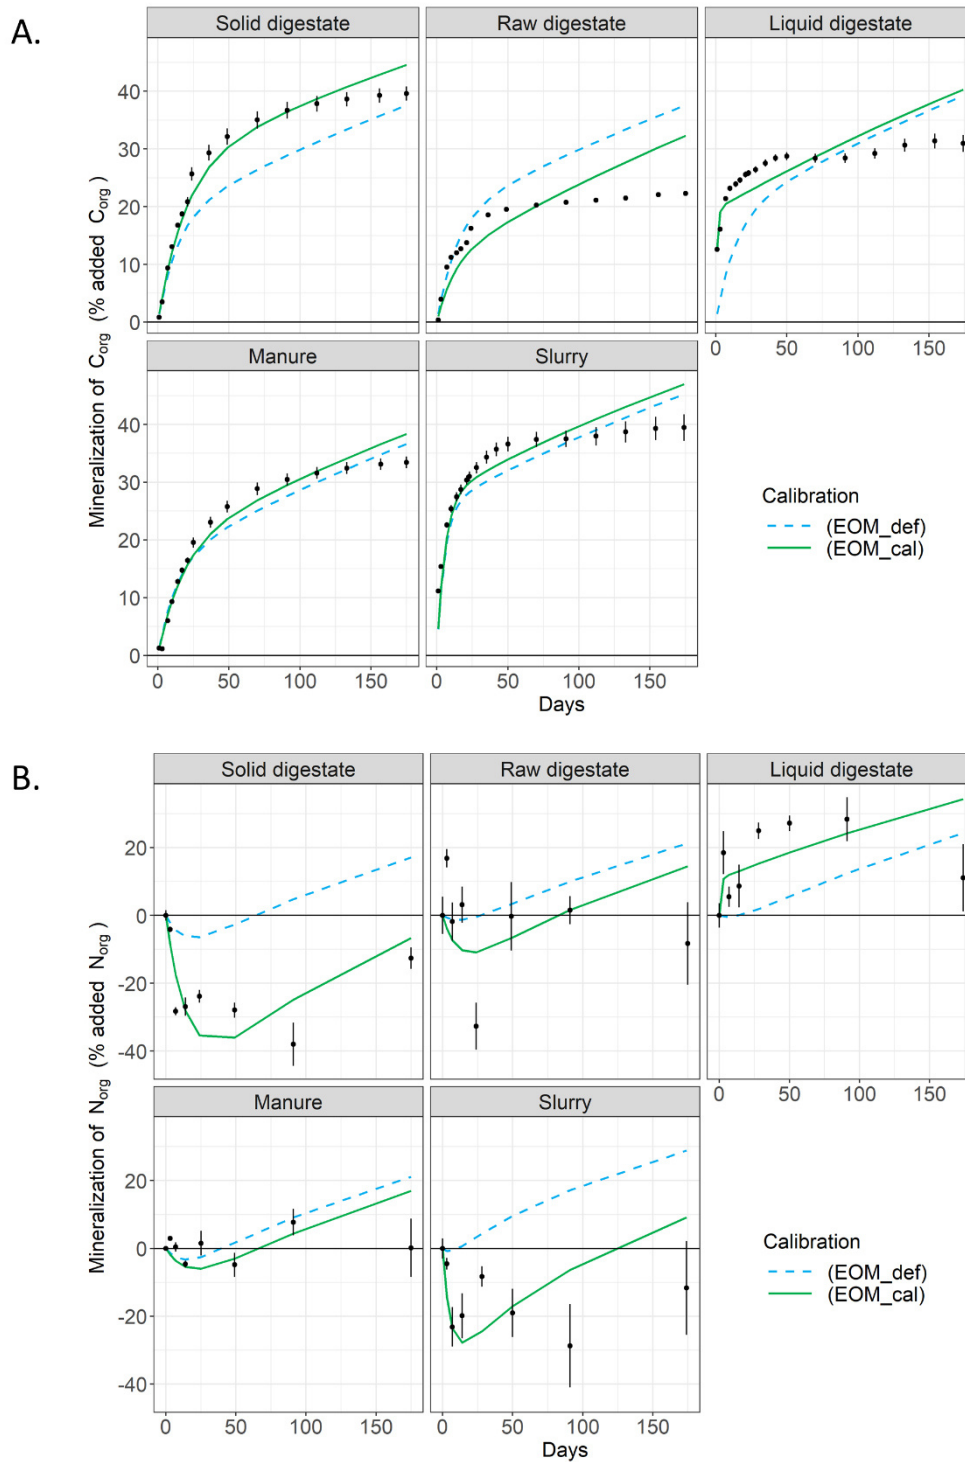 A.
Solid digestate
Raw digestate
Liquid digestate
40
30
20
10
0
0 50 100 150
Manure
Slurry
40
30
20
10
0
0 50 100 150
0 50 100 150
Mineralization of Corg (% added Corg)
Days
Calibration
(EOM_def)
(EOM_cal)
B.
Solid digestate
Raw digestate
Liquid digestate
20
0
-20
-40
0 50 100 150
Manure
Slurry
20
0
-20
-40
0 50 100 150
0 50 100 150
Mineralization of Norg (% added Norg)
Days
Calibration
(EOM_def)
(EOM_cal)